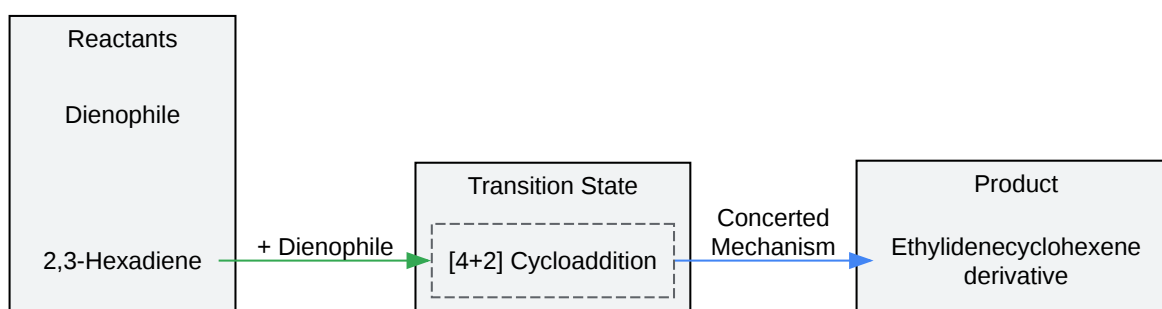 Reactants
Dienophile
2,3-Hexadiene
+ Dienophile
Transition State
[4+2] Cycloaddition
Concerted
Mechanism
Product
Ethylidenecyclohexene
derivative